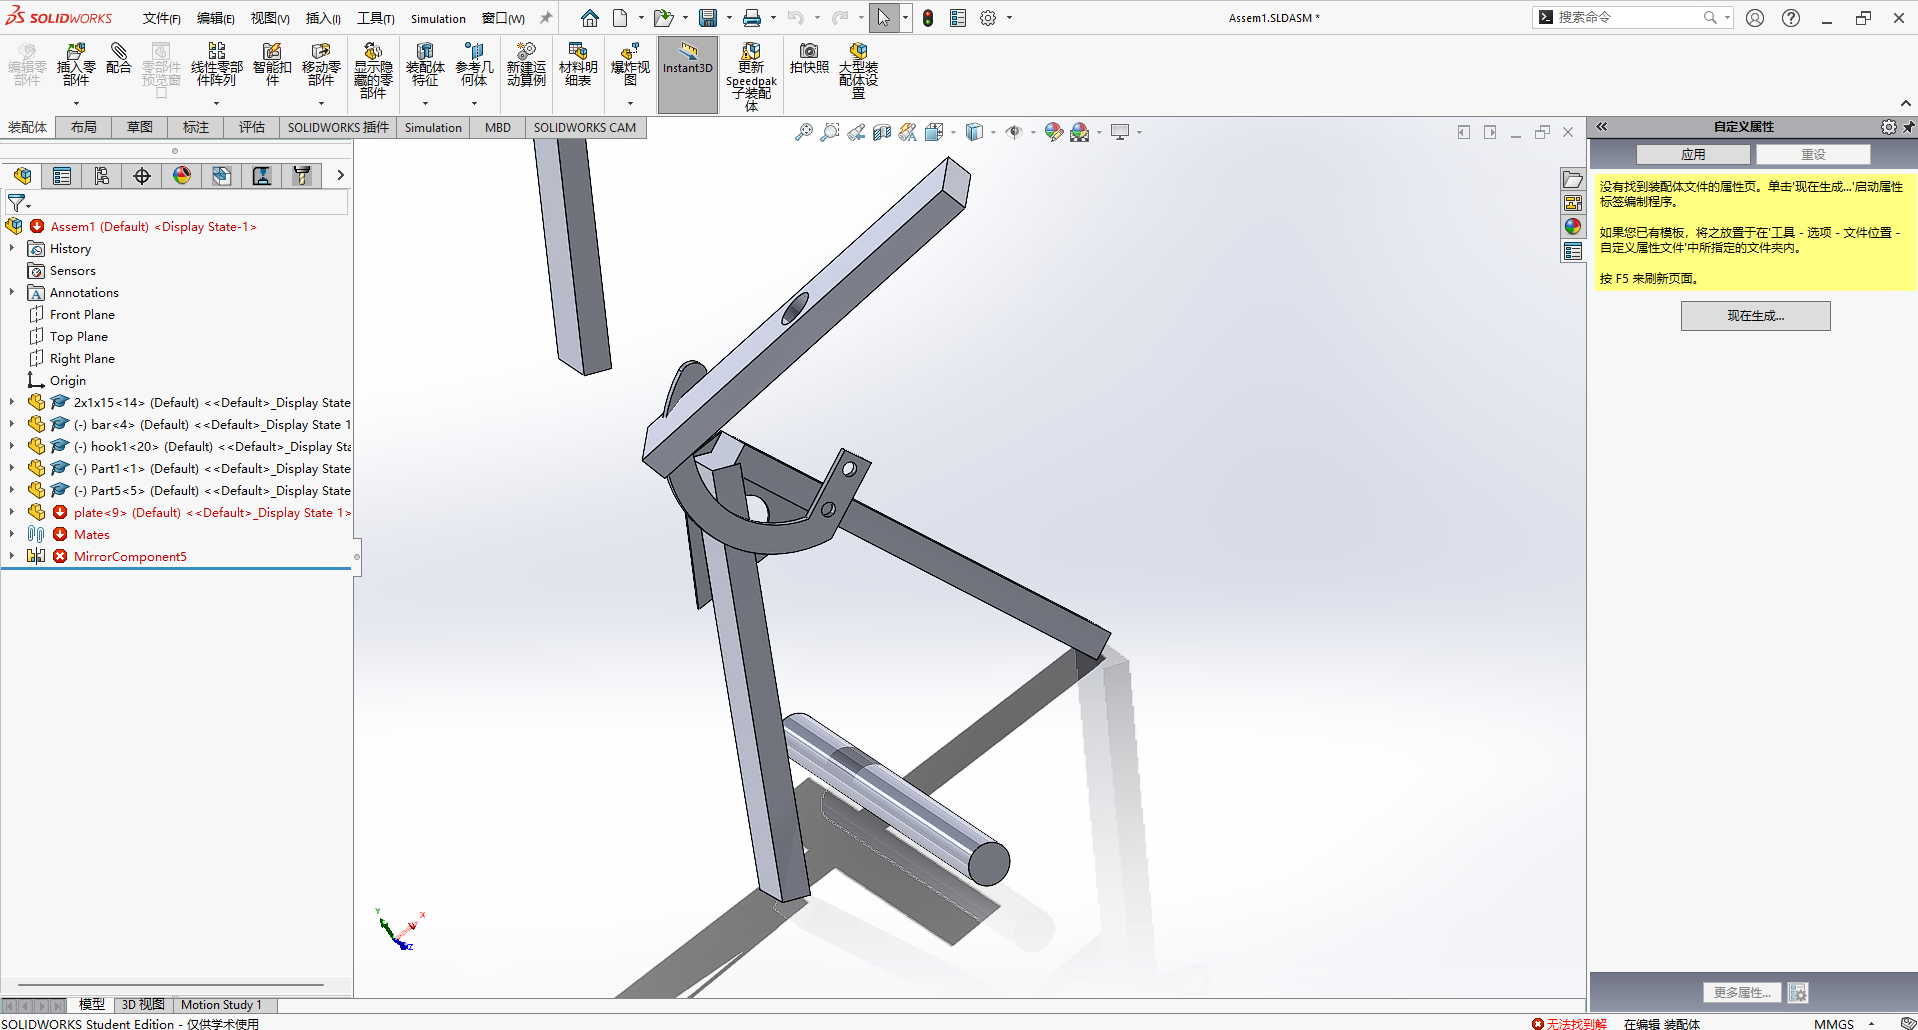 SOLIDWORKS 文件(F) 编辑(E) 视图(V) 插入(I) 工具(T) Simulation 窗口(W) Assem1.SLDASM * 搜索命令
编辑零部件
插入零部件
配合
零部件预览窗口
线性零部件阵列
智能扣件
移动零部件
显示隐藏的零部件
装配体特征
参考几何体
新建运动算例
材料明细表
爆炸视图
Instant3D
更新 Speedpak 子装配体
拍快照
大型装配体设置
装配体 布局 草图 标注 评估 SOLIDWORKS 插件 Simulation MBD SOLIDWORKS CAM
Assem1 (Default) <Display State-1>
History
Sensors
Annotations
Front Plane
Top Plane
Right Plane
Origin
2x1x15<14> (Default) <<Default>_Display State
(-) bar<4> (Default) <<Default>_Display State 1
(-) hook1<20> (Default) <<Default>_Display Sta
(-) Part1<1> (Default) <<Default>_Display State
(-) Part5<5> (Default) <<Default>_Display State
plate<9> (Default) <<Default>_Display State 1>
Mates
MirrorComponent5
自定义属性
应用 重设
没有找到装配体文件的属性页。单击'现在生成...'启动属性
标签编制程序。
如果您已有模板，将之放置于在'工具 - 选项 - 文件位置 -
自定义属性文件'中所指定的文件夹内。
按 F5 来刷新页面。
现在生成...
更多属性...
Y
X
Z
模型 3D 视图 Motion Study 1
SOLIDWORKS Student Edition - 仅供学术使用 无法找到解 在编辑 装配体 MMGS